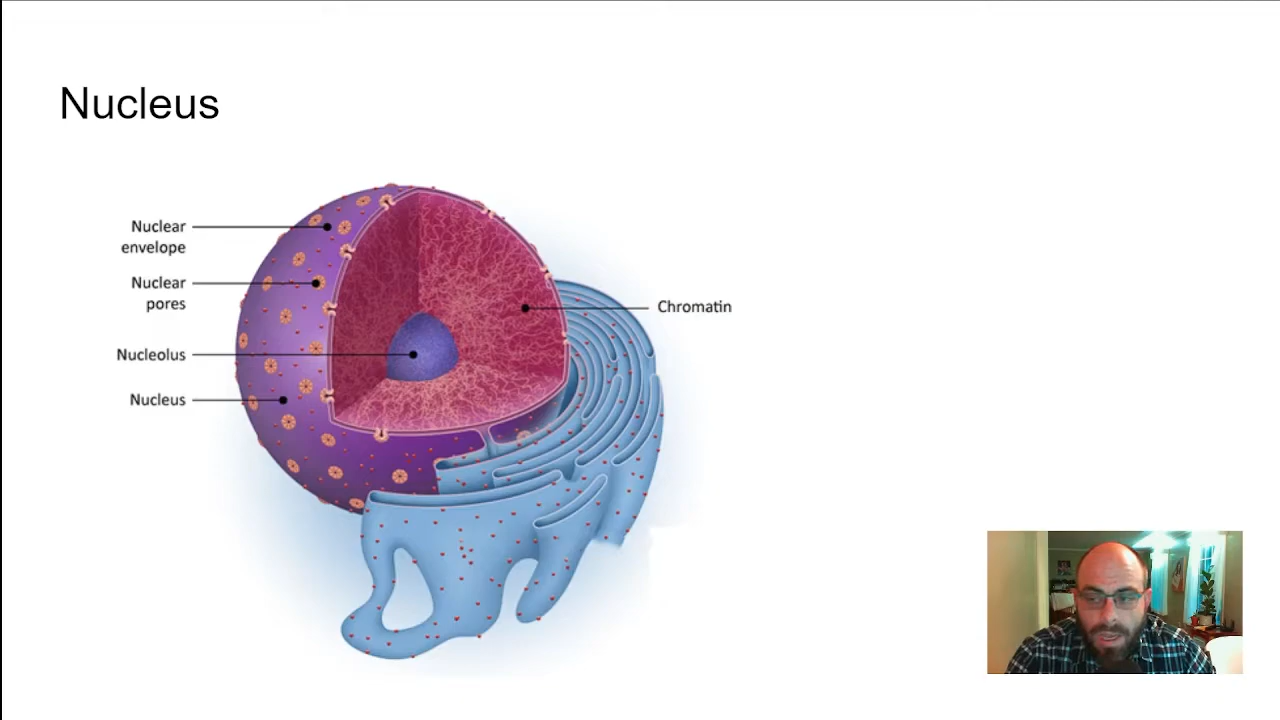 Nucleus
Nuclear
envelope
Nuclear
pores
Nucleolus
Nucleus
Chromatin